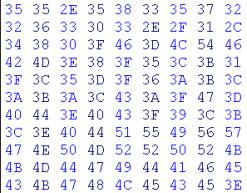 35 35 2E 35 38 33 35 37 32
32 36 33 30 33 2E 2F 31 2C
34 38 30 3F 46 3D 4C 54 46
42 4D 3E 38 3F 35 3C 3B 31
3F 3C 35 3D 3F 36 3A 3B 3C
3A 3B 3A 3C 43 3A 3F 47 3D
40 44 3E 40 43 3F 39 3C 3B
3C 3E 40 44 51 55 49 56 57
47 4E 50 4D 52 52 50 52 4B
4B 4D 44 47 49 44 41 46 45
43 4B 47 48 4C 45 43 45 45